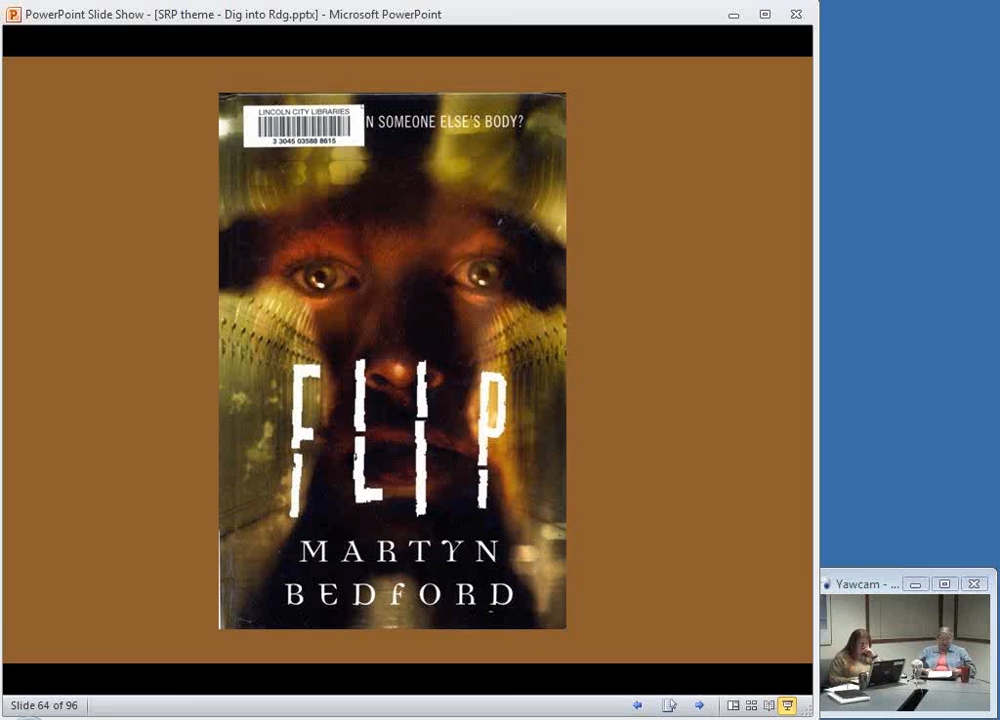 PowerPoint Slide Show - [SRP theme - Dig into Rdg.pptx] - Microsoft PowerPoint
LINCOLN CITY LIBRARIES
3 3045 03588 8615
N SOMEONE ELSE'S BODY?
FLIP
MARTYN
BEDFORD
Yawcam - ...
Slide 64 of 96